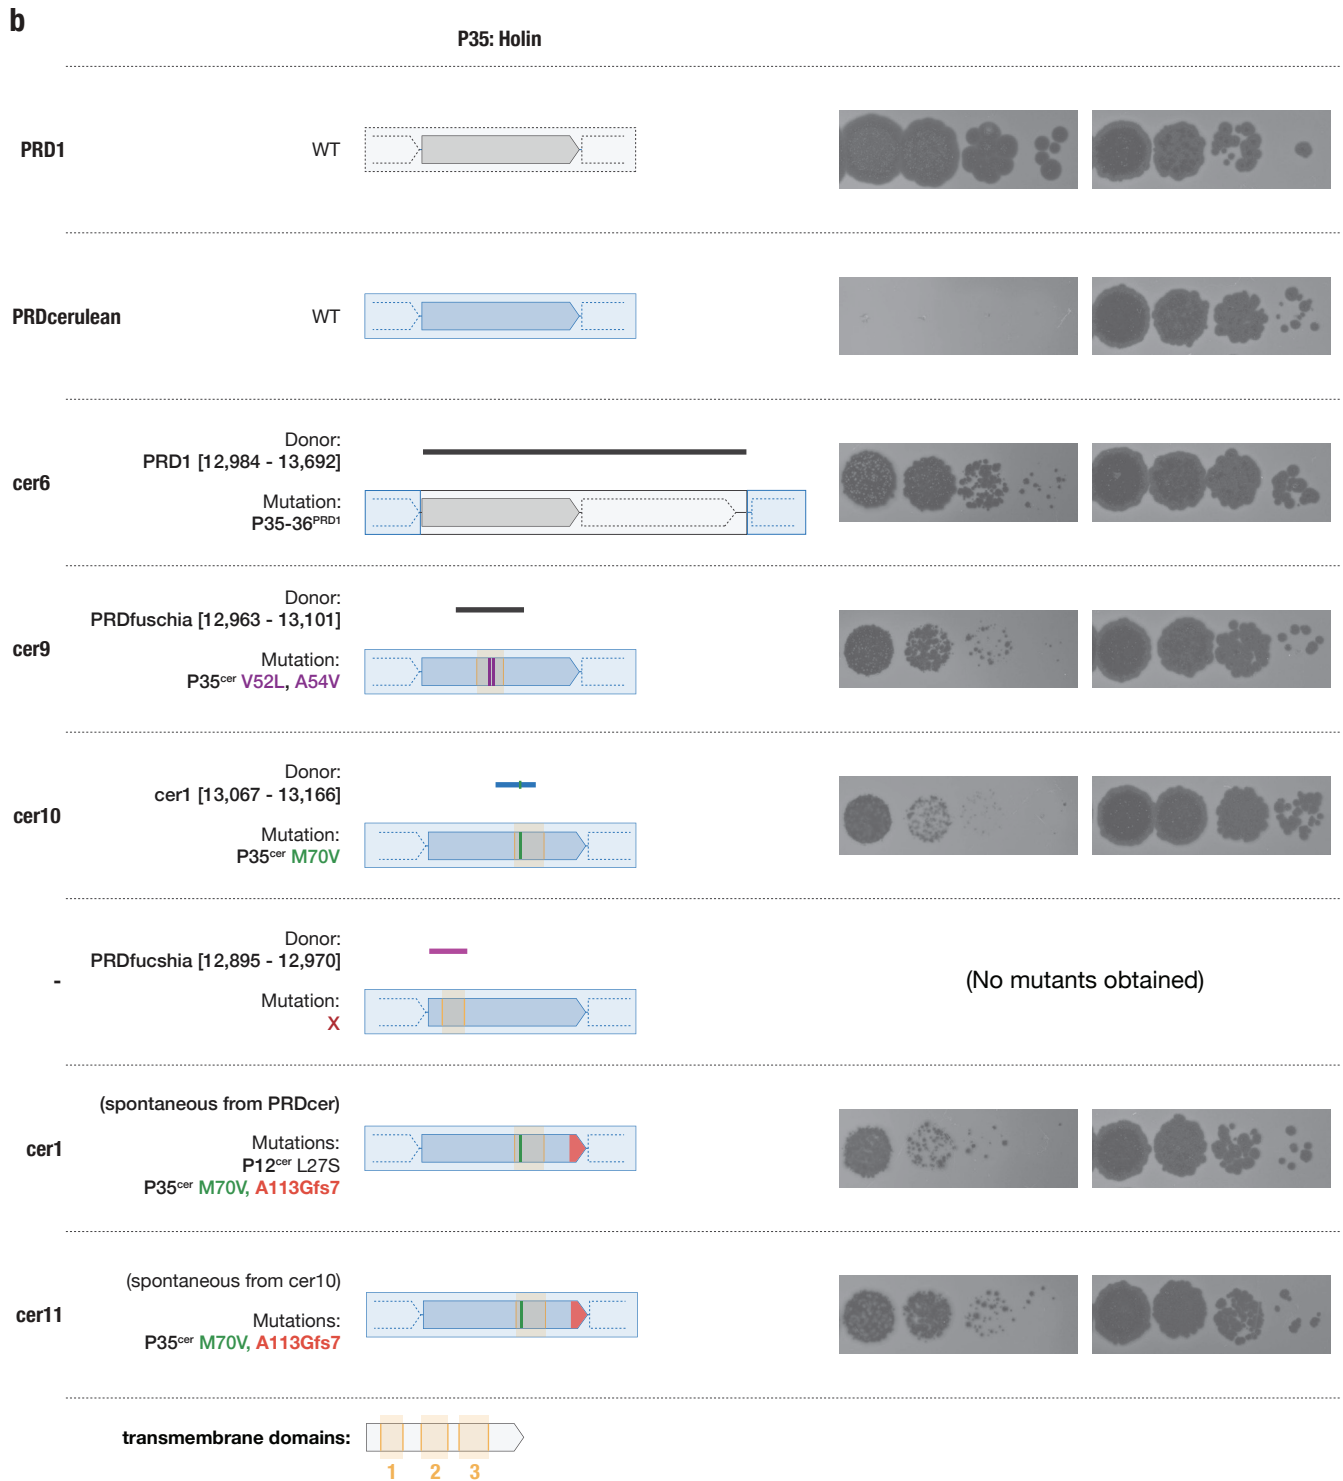 b
P35: Holin
PRD1
WT
PRDcerulean
WT
cer6
Donor:
PRD1 [12,984 - 13,692]
Mutation:
P35-36PRD1
cer9
Donor:
PRDfuschia [12,963 - 13,101]
Mutation:
P35cer V52L, A54V
cer10
Donor:
cer1 [13,067 - 13,166]
Mutation:
P35cer M70V
-
Donor:
PRDfucshia [12,895 - 12,970]
Mutation:
X
(No mutants obtained)
cer1
(spontaneous from PRDcer)
Mutations:
P12cer L27S
P35cer M70V, A113Gfs7
cer11
(spontaneous from cer10)
Mutations:
P35cer M70V, A113Gfs7
transmembrane domains:
1 2 3